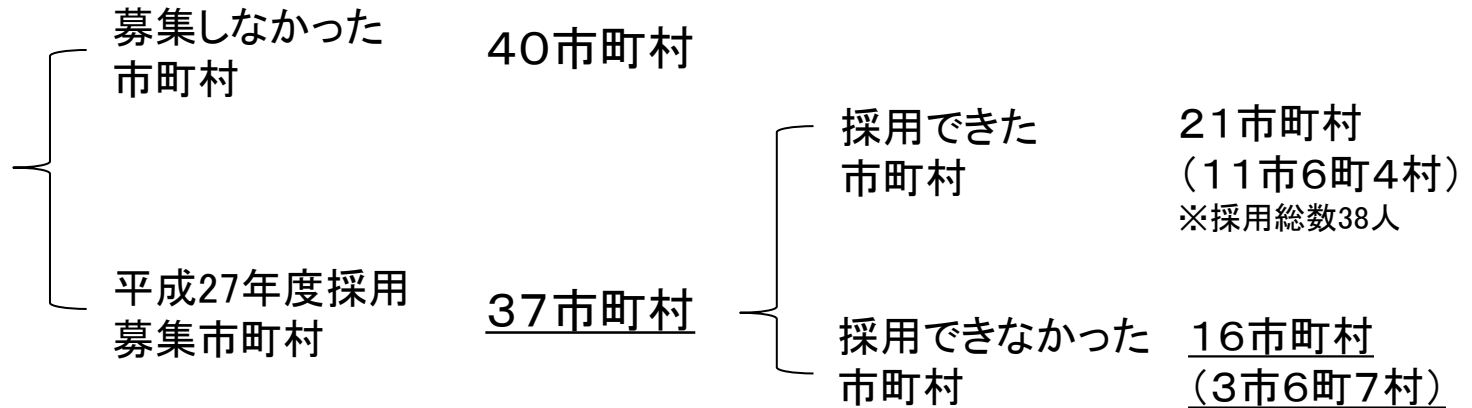 募集しなかった
市町村
40市町村
採用できた
市町村
21市町村
(11市6町4村)
※採用総数38人
平成27年度採用
募集市町村
37市町村
採用できなかった
市町村
16市町村
(3市6町7村)